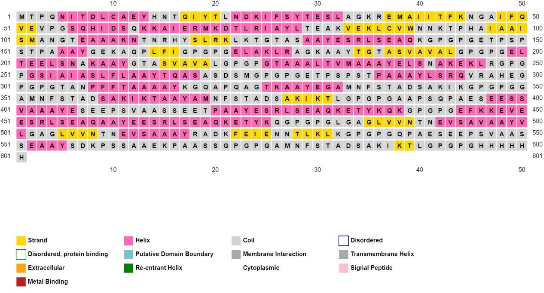 10 20 30 40 50
1 M T P Q N I T D L C A E Y H N T Q I Y T L N D K I F S Y T E S L A G K R E M A I I T F K N G A I F Q 50
51 V E V P G S Q H I D S Q K K A I E R M K D T L R I A Y L T E A K V E K L C V W N N K T P H A I A A I 100
101 S M A N G T E A A A K N T N R H Y S L R K L K T G T A S A A Y E S R L S E A Q K G P G P G E T P S P 150
151 S T P A A A Y Q E K A Q P L F I G P G P G E L A K L R A G K A A Y T G T A S V A V A L G P G P G E L 200
201 T E E L S N A K A A Y G T A S V A V A L G P G P G T A A A L T V M A A A Y E L S N A K E K L R G P G 250
251 P G S I A I A S L F L A A Y T Q A S A S D S M G P G P G E T P S P S T P A A A Y L S R Q V R A H E G 300
301 P G P G T A N P F F T A A A A Y K G Q A P Q A G T K A A Y E G A M N F S T A D S A K I K T L G P G P 350
351 A M N F S T A D S A K I K T A A Y A M N F S T A D S A K I K T L G P G P G A A P S Q P A E S E E S S 400
401 V A A A Y E S R L S E A Q A S S E E T P A A Y E S R L S E A Q K E T Y K Q K G P G P G E F K K E V E 450
451 E S R L S E A Q A A Y E E S R L S E A Q K E T Y K Q G P G P G L G A G L V V N T N E V S A V A A Y V 500
501 L G A G L V V N T N E V S A A A Y R A D K F E I E N N T L K L K G P G P G Q P A E S E E P S V A A S 550
551 S E A A Y S D K P S S A A E K P A A S S Q P A E S G P G P G A M N F S T A D S A K I K T L G P G P G H H H H H 600
601 H
10 20 30 40 50
Strand
Helix
Coil
Disordered
Disordered, protein binding
Putative Domain Boundary
Membrane Interaction
Transmembrane Helix
Extracellular
Re-entrant Helix
Cytoplasmic
Signal Peptide
Metal Binding